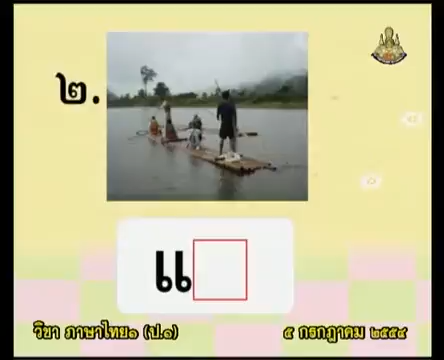 ๒.
แ
วิชา ภาษาไทย๑ (ป.๑)
๕ กรกฎาคม ๒๕๕๔